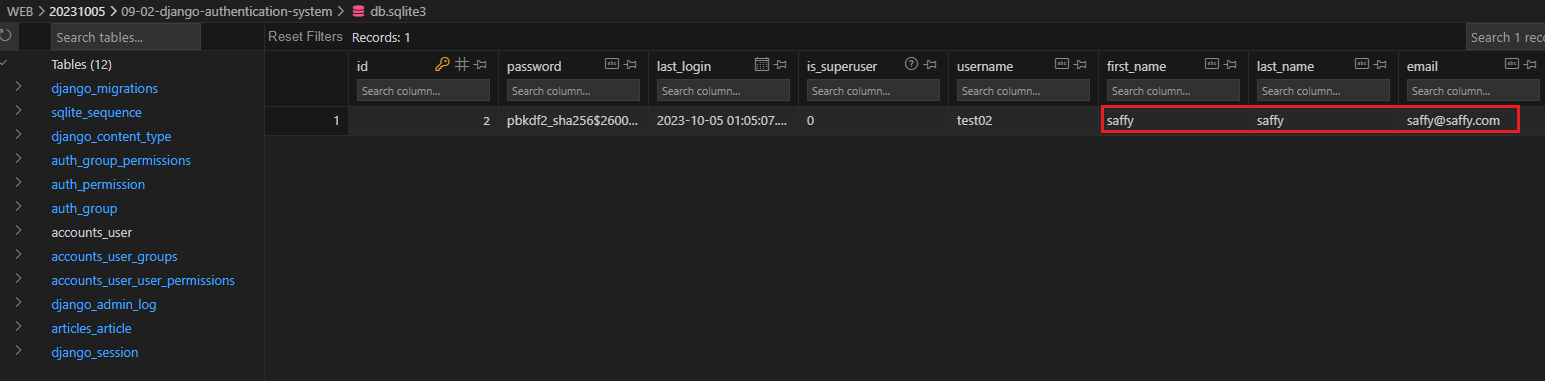 WEB > 20231005 > 09-02-django-authentication-system > db.sqlite3
Search tables... Reset Filters Records: 1 Search 1 reco
Tables (12)
django_migrations
sqlite_sequence
django_content_type
auth_group_permissions
auth_permission
auth_group
accounts_user
accounts_user_groups
accounts_user_user_permissions
django_admin_log
articles_article
django_session
id password last_login is_superuser username first_name last_name email
Search column... Search column... Search column... Search column... Search column... Search column... Search column... Search column...
1 2 pbkdf2_sha256$2600... 2023-10-05 01:05:07.... 0 test02 saffy saffy saffy@saffy.com